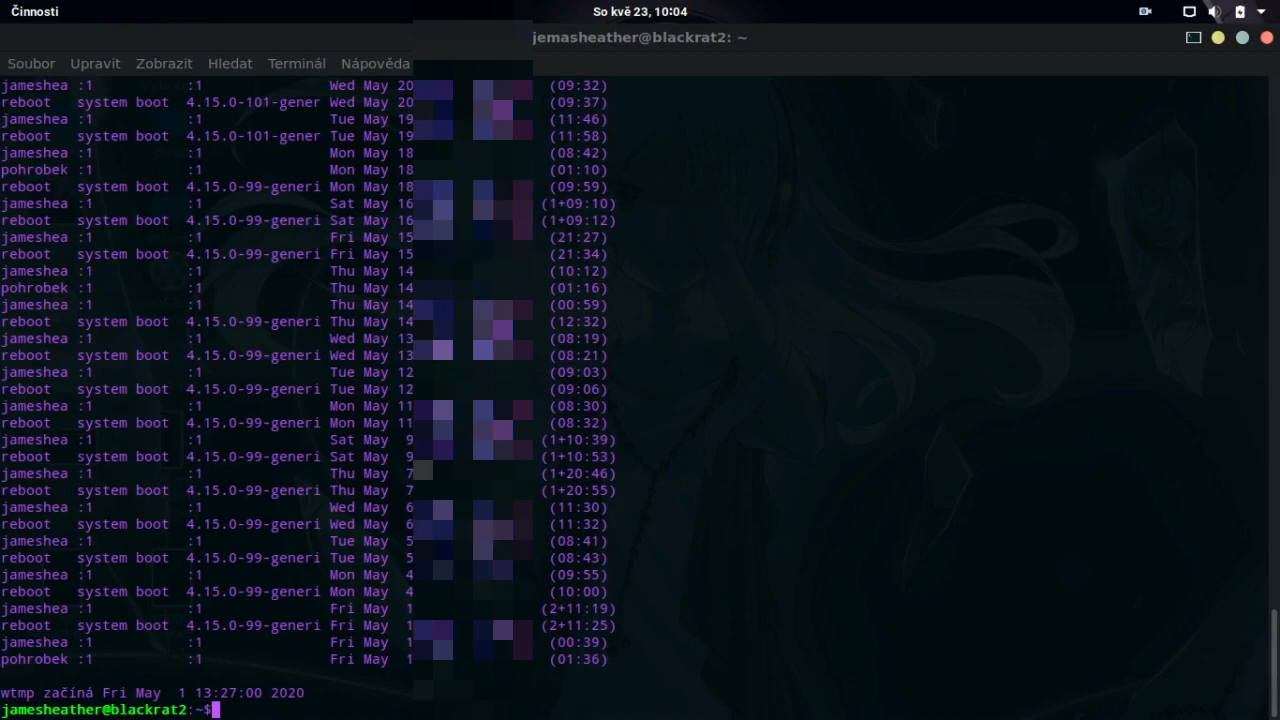 Činnosti So kvě 23, 10:04
jemasheather@blackrat2: ~
Soubor Upravit Zobrazit Hledat Terminál Nápověda
jameshea :1 :1 Wed May 20 (09:32)
reboot system boot 4.15.0-101-gener Wed May 20 (09:37)
jameshea :1 :1 Tue May 19 (11:46)
reboot system boot 4.15.0-101-gener Tue May 19 (11:58)
jameshea :1 :1 Mon May 18 (08:42)
pohrobek :1 :1 Mon May 18 (01:10)
reboot system boot 4.15.0-99-generi Mon May 18 (09:59)
jameshea :1 :1 Sat May 16 (1+09:10)
reboot system boot 4.15.0-99-generi Sat May 16 (1+09:12)
jameshea :1 :1 Fri May 15 (21:27)
reboot system boot 4.15.0-99-generi Fri May 15 (21:34)
jameshea :1 :1 Thu May 14 (10:12)
pohrobek :1 :1 Thu May 14 (01:16)
jameshea :1 :1 Thu May 14 (00:59)
reboot system boot 4.15.0-99-generi Thu May 14 (12:32)
jameshea :1 :1 Wed May 13 (08:19)
reboot system boot 4.15.0-99-generi Wed May 13 (08:21)
jameshea :1 :1 Tue May 12 (09:03)
reboot system boot 4.15.0-99-generi Tue May 12 (09:06)
jameshea :1 :1 Mon May 11 (08:30)
reboot system boot 4.15.0-99-generi Mon May 11 (08:32)
jameshea :1 :1 Sat May 9 (1+10:39)
reboot system boot 4.15.0-99-generi Sat May 9 (1+10:53)
jameshea :1 :1 Thu May 7 (1+20:46)
reboot system boot 4.15.0-99-generi Thu May 7 (1+20:55)
jameshea :1 :1 Wed May 6 (11:30)
reboot system boot 4.15.0-99-generi Wed May 6 (11:32)
jameshea :1 :1 Tue May 5 (08:41)
reboot system boot 4.15.0-99-generi Tue May 5 (08:43)
jameshea :1 :1 Mon May 4 (09:55)
reboot system boot 4.15.0-99-generi Mon May 4 (10:00)
jameshea :1 :1 Fri May 1 (2+11:19)
reboot system boot 4.15.0-99-generi Fri May 1 (2+11:25)
jameshea :1 :1 Fri May 1 (00:39)
pohrobek :1 :1 Fri May 1 (01:36)
wtmp začíná Fri May 1 13:27:00 2020
jamesheather@blackrat2:~$